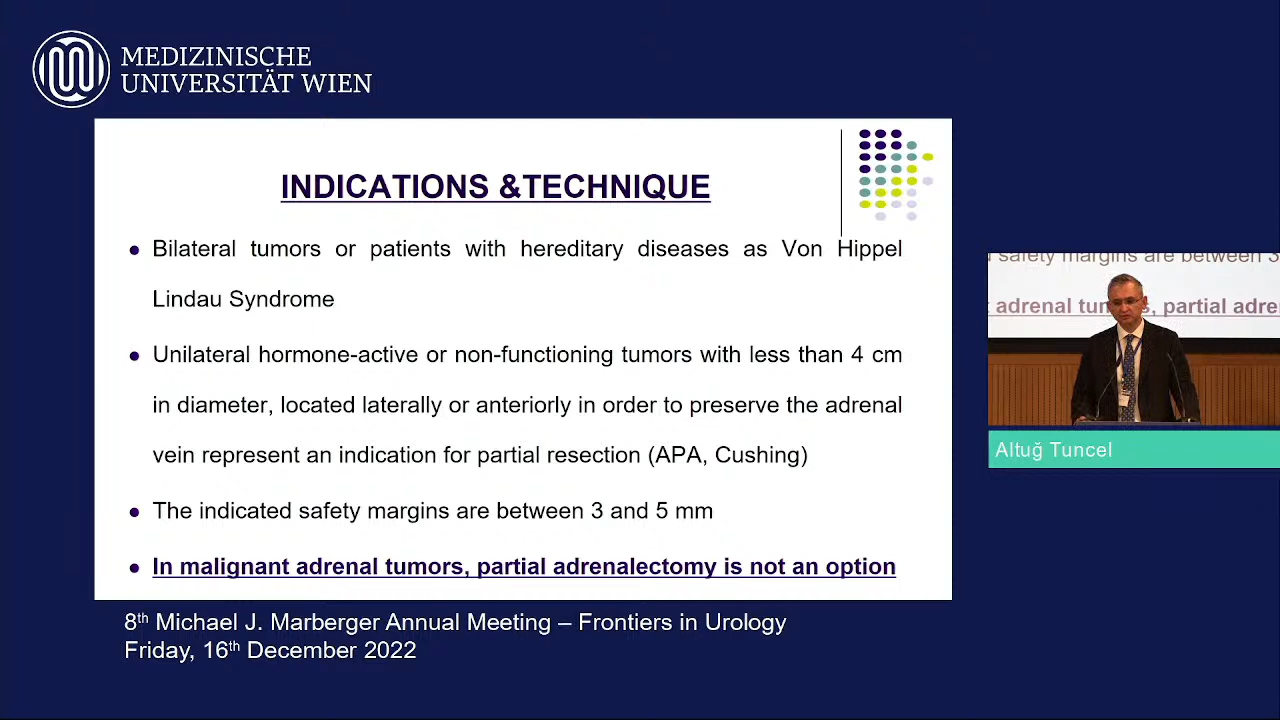 MEDIZINISCHE
UNIVERSITÄT WIEN
INDICATIONS &TECHNIQUE
Bilateral tumors or patients with hereditary diseases as Von Hippel
Lindau Syndrome
Unilateral hormone-active or non-functioning tumors with less than 4 cm
in diameter, located laterally or anteriorly in order to preserve the adrenal
vein represent an indication for partial resection (APA, Cushing)
The indicated safety margins are between 3 and 5 mm
In malignant adrenal tumors, partial adrenalectomy is not an option
safety margins are between 3
adrenal partial adre
Altuğ Tuncel
8th Michael J. Marberger Annual Meeting – Frontiers in Urology
Friday, 16th December 2022